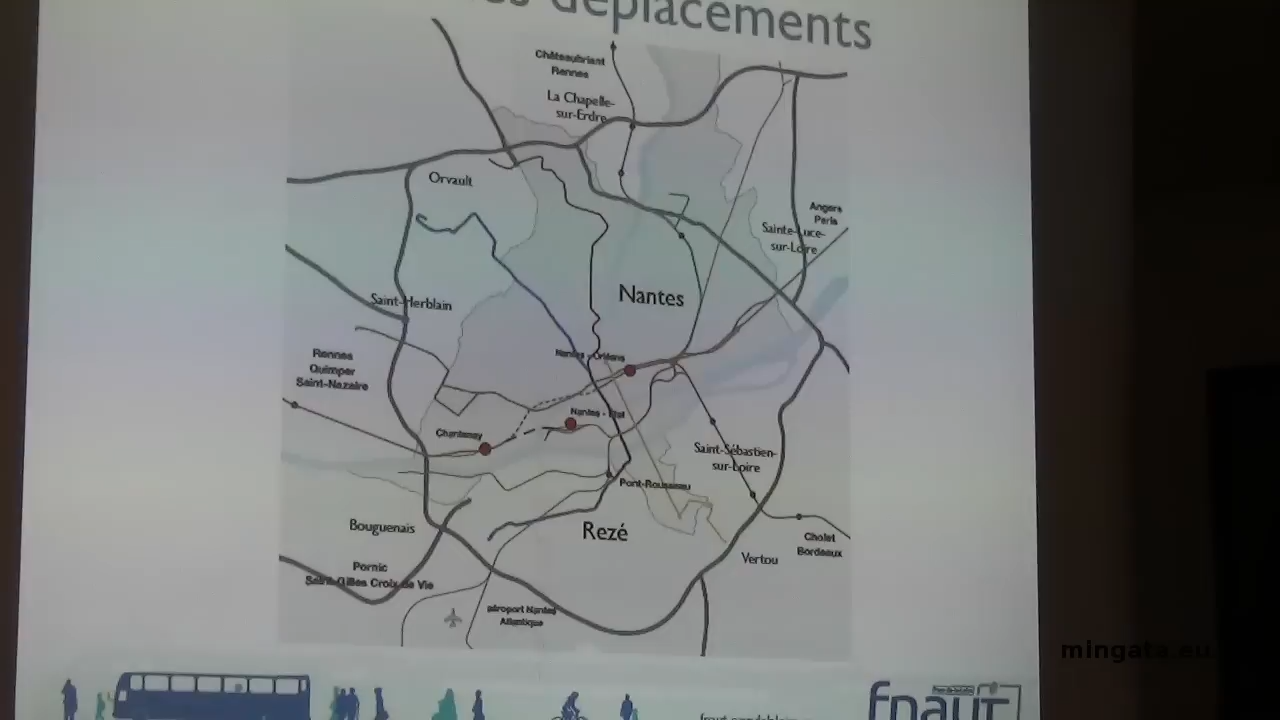 déplacements
Châteaubriant
Rennes
La Chapelle-
sur-Erdre
Orvault
Angers
Paris
Sainte-Luce-
sur-Loire
Nantes
Saint-Herblain
Rennes
Quimper
Saint-Nazaire
Nantes - Orléans
Nantes - Etat
Chantenay
Saint-Sébastien-
sur-Loire
Pont-Rousseau
Bouguenais
Rezé
Cholet
Bordeaux
Vertou
Pornic
Saint-Gilles Croix de Vie
aéroport Nantes
Atlantique
mingata.eu
fnaut